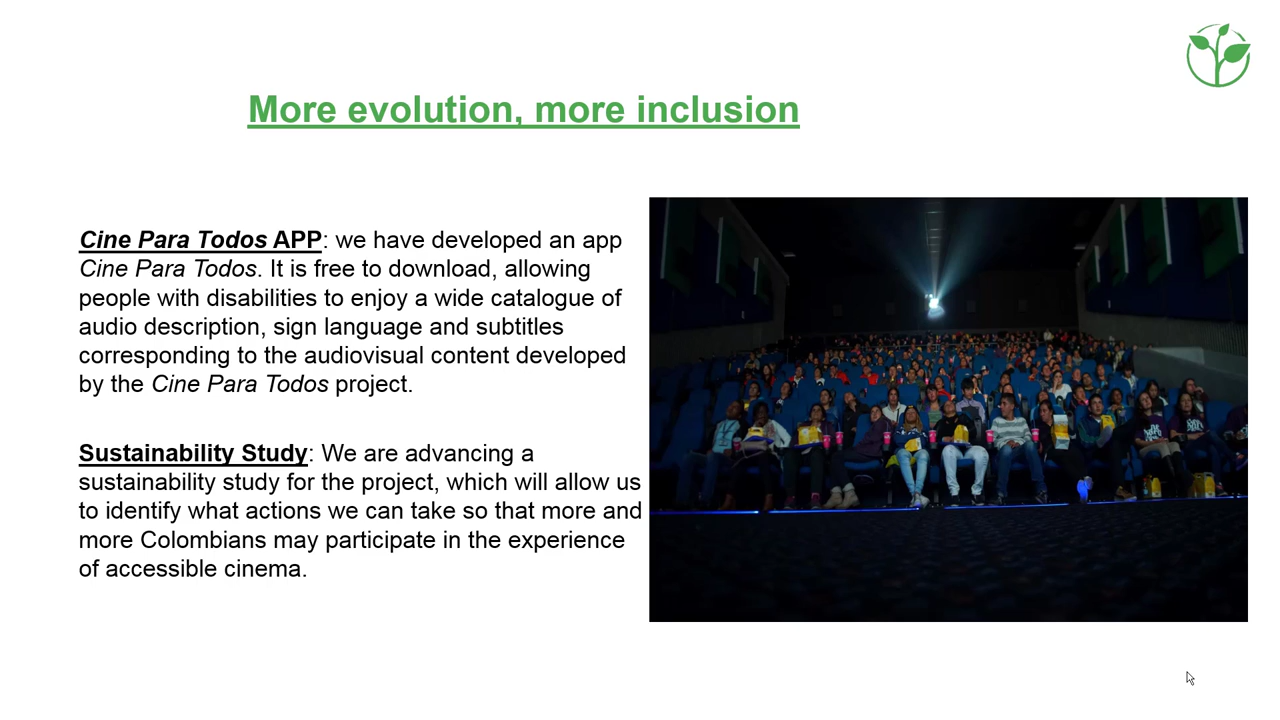 More evolution, more inclusion
Cine Para Todos APP: we have developed an app
Cine Para Todos. It is free to download, allowing
people with disabilities to enjoy a wide catalogue of
audio description, sign language and subtitles
corresponding to the audiovisual content developed
by the Cine Para Todos project.
Sustainability Study: We are advancing a
sustainability study for the project, which will allow us
to identify what actions we can take so that more and
more Colombians may participate in the experience
of accessible cinema.